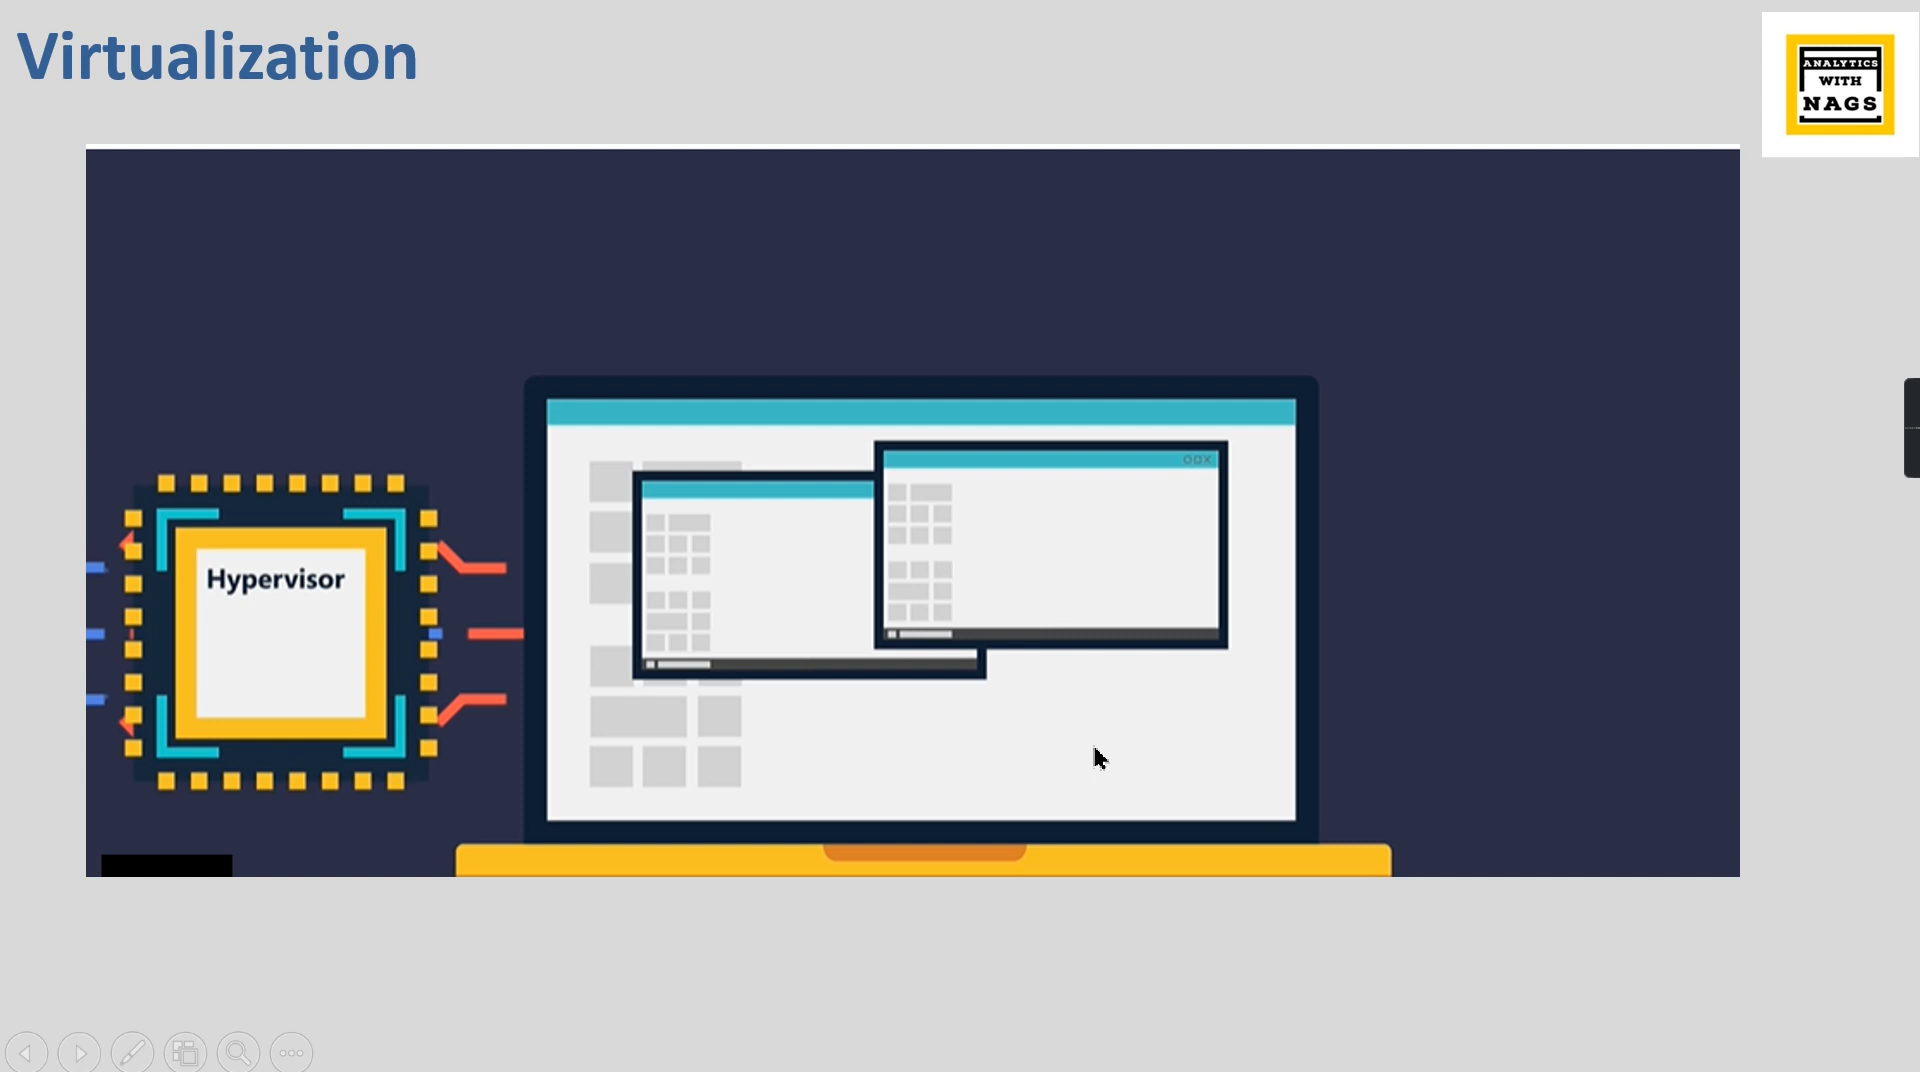 Virtualization
ANALYTICS
WITH
NAGS
Hypervisor